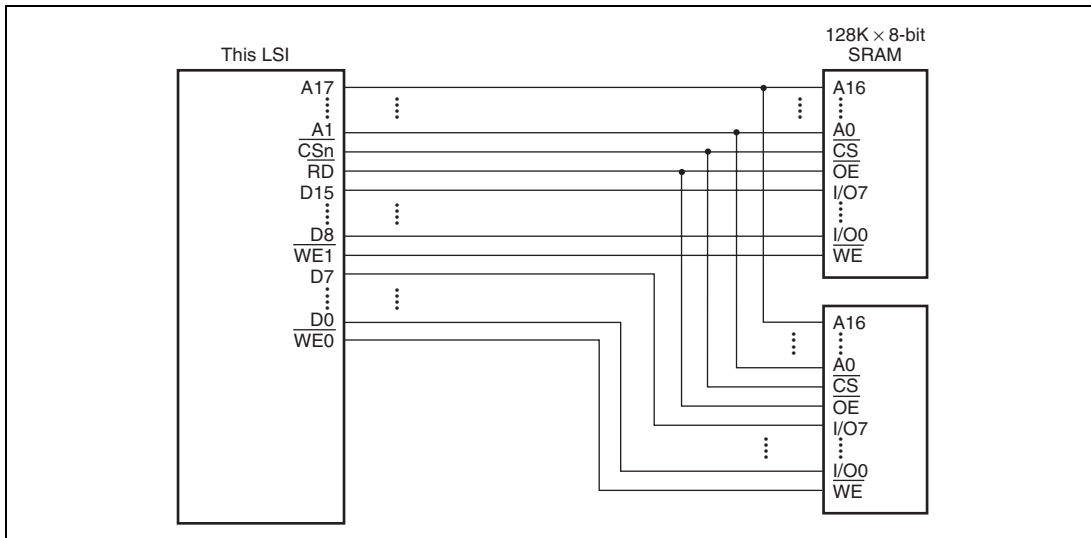 This LSI
A17
A1
CSn
RD
D15
D8
WE1
D7
D0
WE0
128K × 8-bit
SRAM
A16
A0
CS
OE
I/O7
I/O0
WE
A16
A0
CS
OE
I/O7
I/O0
WE